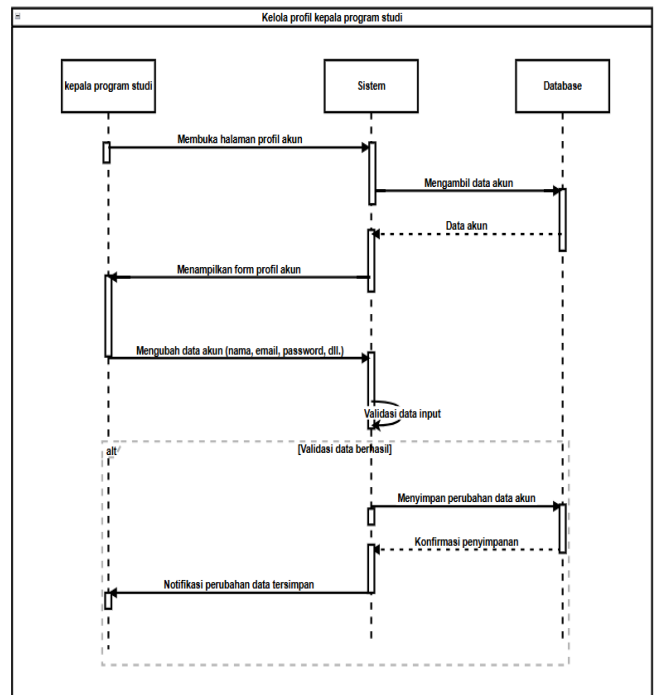 Kelola profil kepala program studi
kepala program studi
Sistem
Database
Membuka halaman profil akun
Mengambil data akun
Data akun
Menampilkan form profil akun
Mengubah data akun (nama, email, password, dll.)
Validasi data input
alt
[Validasi data berhasil]
Menyimpan perubahan data akun
Konfirmasi penyimpanan
Notifikasi perubahan data tersimpan